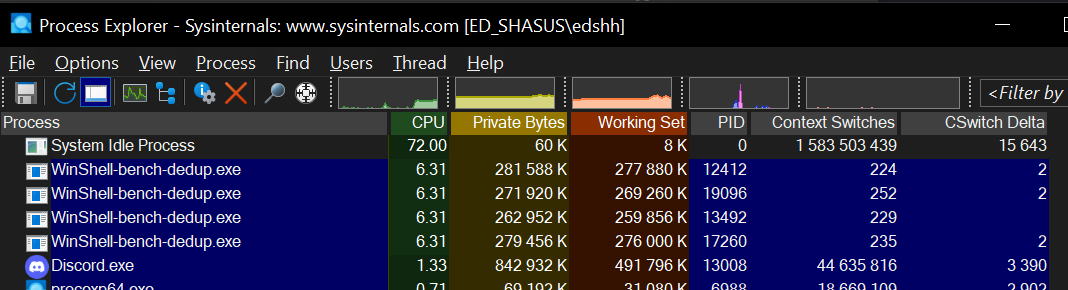 Process Explorer - Sysinternals: www.sysinternals.com [ED_SHASUS\edshh]
File Options View Process Find Users Thread Help
<Filter by
Process CPU Private Bytes Working Set PID Context Switches CSwitch Delta
System Idle Process 72.00 60 K 8 K 0 1 583 503 439 15 643
WinShell-bench-dedup.exe 6.31 281 588 K 277 880 K 12412 224 2
WinShell-bench-dedup.exe 6.31 271 920 K 269 260 K 19096 252 2
WinShell-bench-dedup.exe 6.31 262 952 K 259 856 K 13492 229
WinShell-bench-dedup.exe 6.31 279 456 K 276 000 K 17260 235 2
Discord.exe 1.33 842 932 K 491 796 K 13008 44 635 816 3 390
procexp64.exe 0.71 69 192 K 31 080 K 6988 18 669 109 2 902